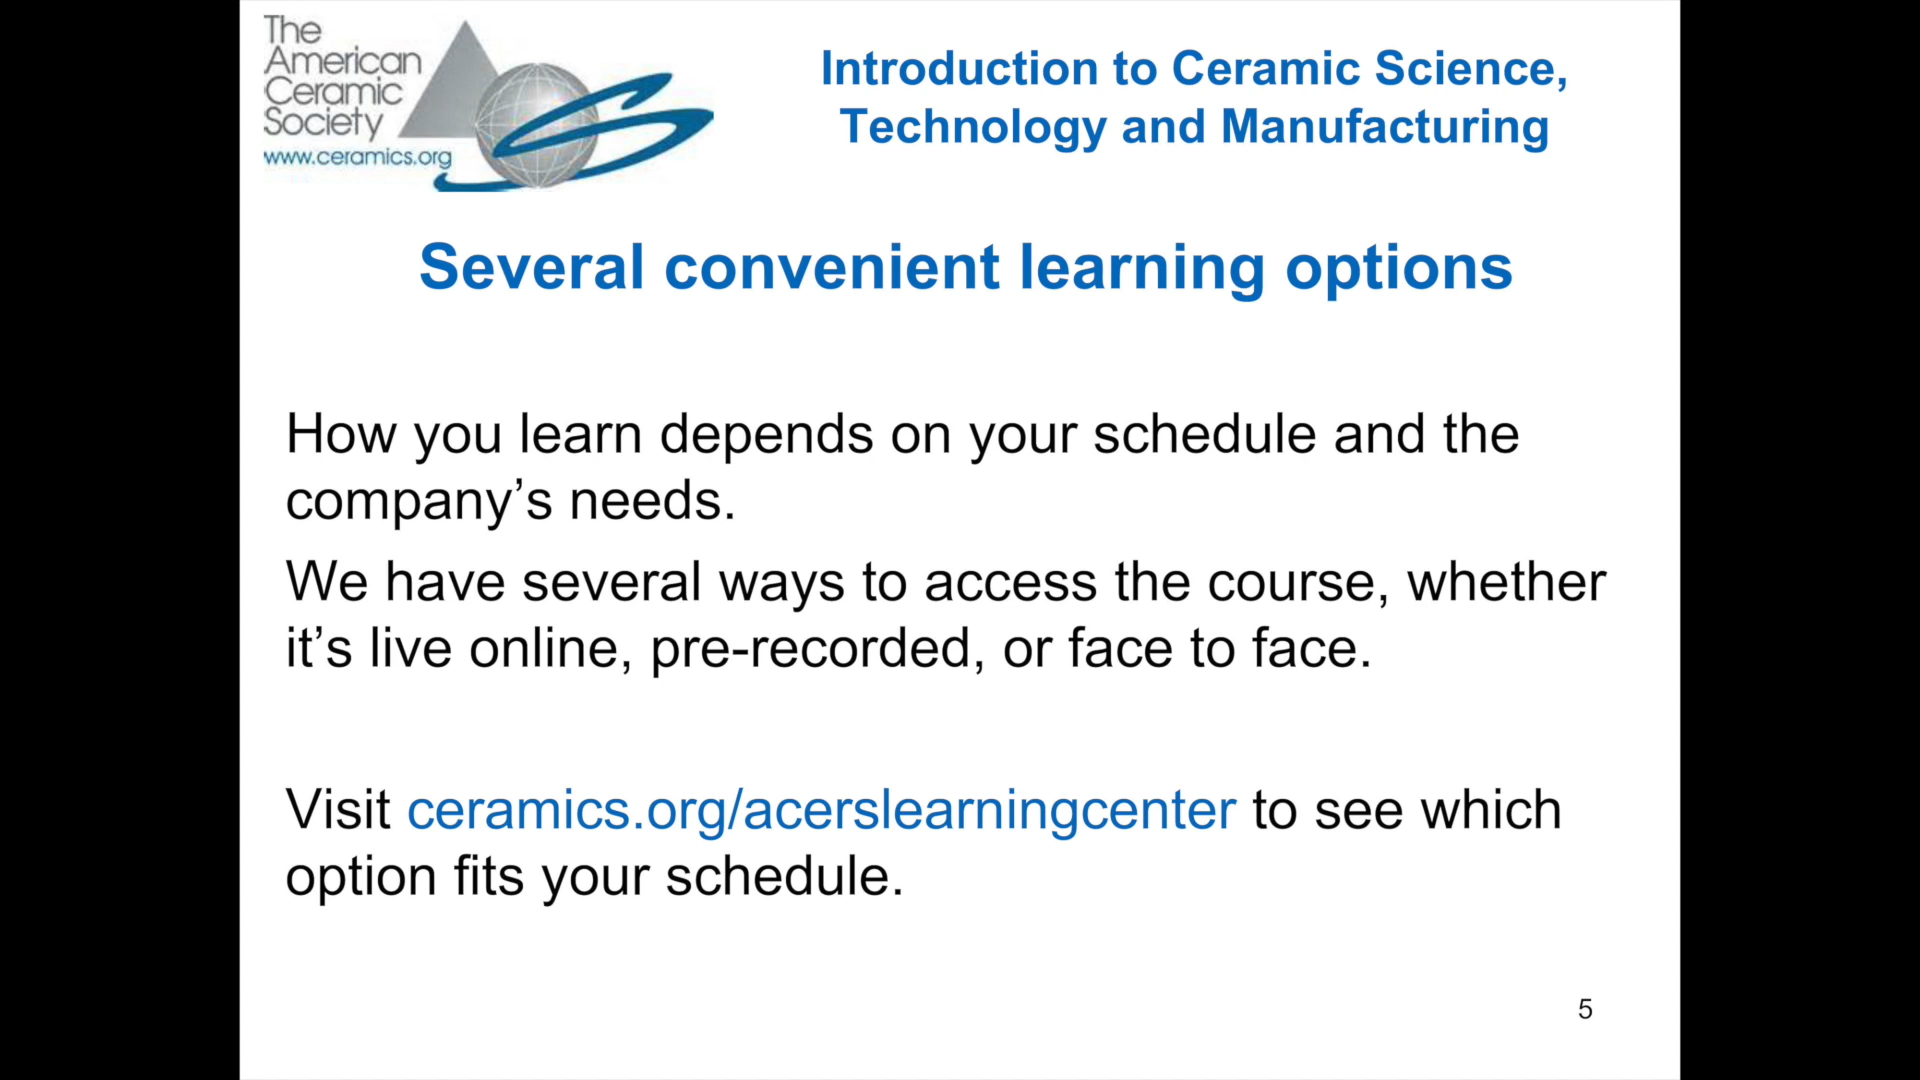 The
American
Ceramic
Society
www.ceramics.org
Introduction to Ceramic Science,
Technology and Manufacturing
Several convenient learning options
How you learn depends on your schedule and the
company’s needs.
We have several ways to access the course, whether
it’s live online, pre-recorded, or face to face.
Visit ceramics.org/acerslearningcenter to see which
option fits your schedule.
5